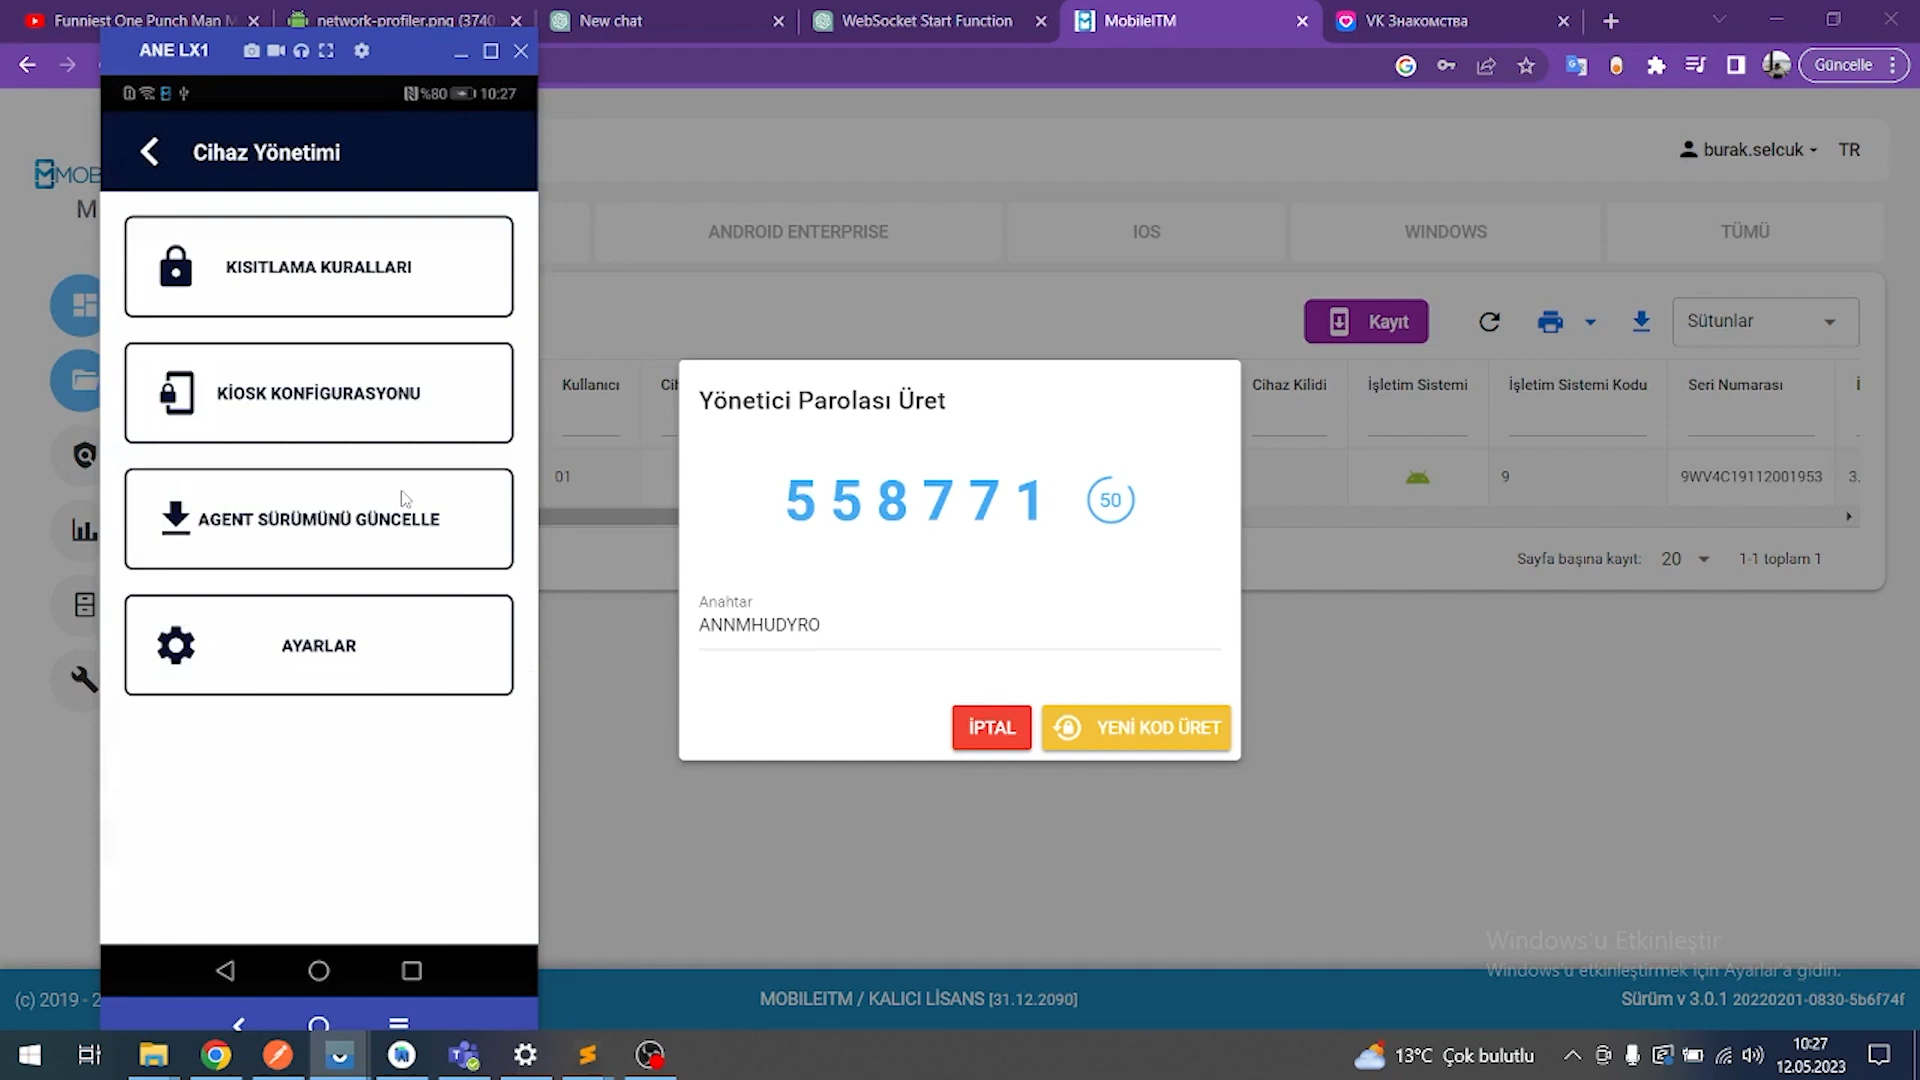 Funniest One Punch Man M
network-profiler.png (3740
New chat
WebSocket Start Function
MobileITM
VK Знакомства
Güncelle
ANE LX1
%80
10:27
Cihaz Yönetimi
KISITLAMA KURALLARI
KİOSK KONFİGURASYONU
AGENT SÜRÜMÜNÜ GÜNCELLE
AYARLAR
MOB
M
burak.selcuk
TR
ANDROID ENTERPRISE
IOS
WINDOWS
TÜMÜ
Kayıt
Sütunlar
Kullanıcı
Cihaz Kilidi
İşletim Sistemi
İşletim Sistemi Kodu
Seri Numarası
01
9
9WV4C19112001953
3.
Sayfa başına kayıt:
20
1-1 toplam 1
Yönetici Parolası Üret
558771
50
Anahtar
ANNMHUDYRO
İPTAL
YENİ KOD ÜRET
Windows'u Etkinleştir
Windows'u etkinleştirmek için Ayarlar'a gidin.
(c) 2019 - 2
MOBILEITM / KALICI LİSANS [31.12.2090]
Sürüm v 3.0.1 20220201-0830-5b6f74f
13°C Çok bulutlu
10:27
12.05.2023